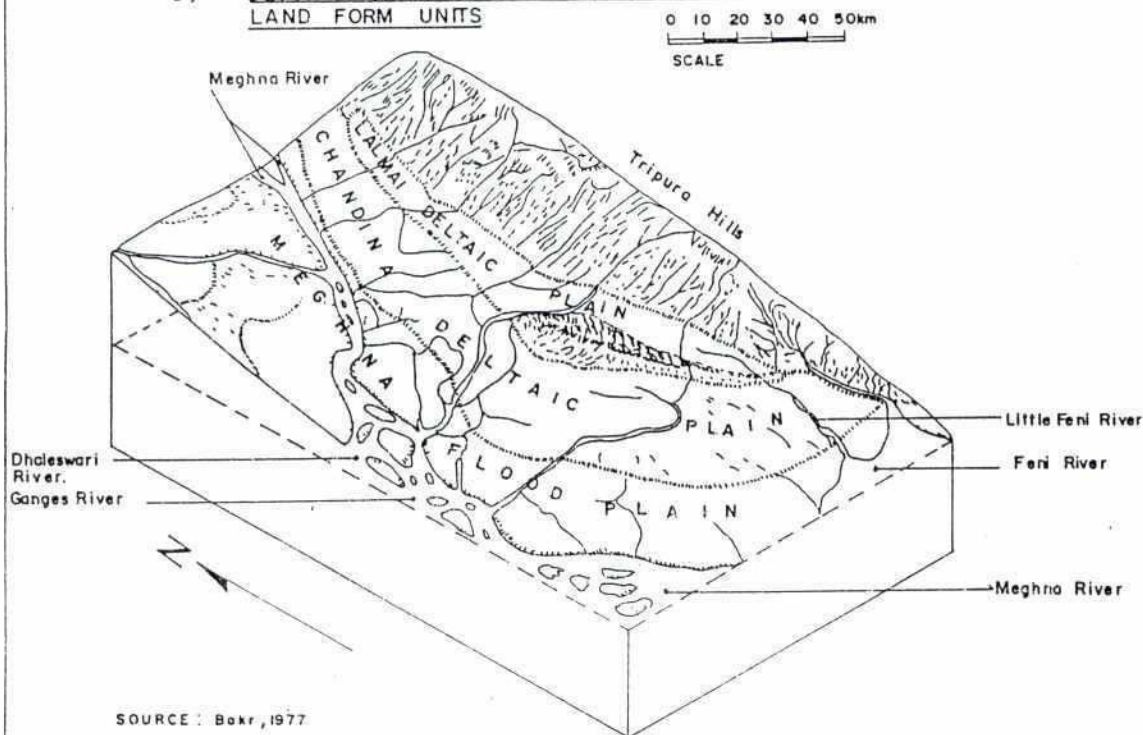 LAND FORM UNITS
0 10 20 30 40 50km
SCALE
Meghna River
Tripura Hills
LALMAI DELTAIC PLAIN
CHANDINA DELTAIC PLAIN
MEGHNA FLOOD PLAIN
Little Feni River
Feni River
Dhaleswari
River.
Ganges River
N
Meghna River
SOURCE : Bakr, 1977